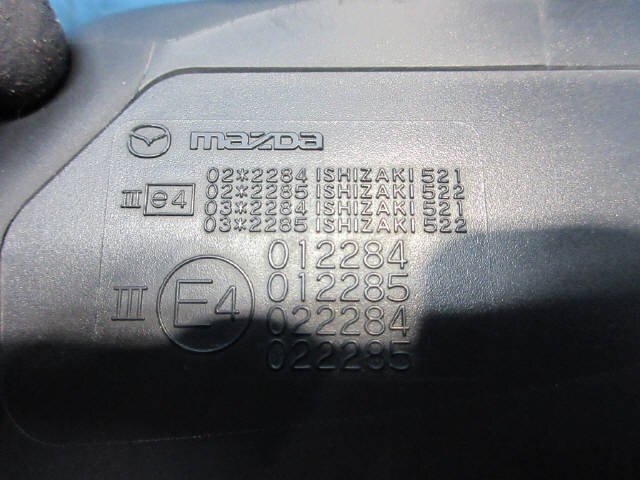 mazda
02*2284 ISHIZAKI 521
02*2285 ISHIZAKI 522
III e4
03*2284 ISHIZAKI 521
03*2285 ISHIZAKI 522
012284
012285
III E4
022284
022285